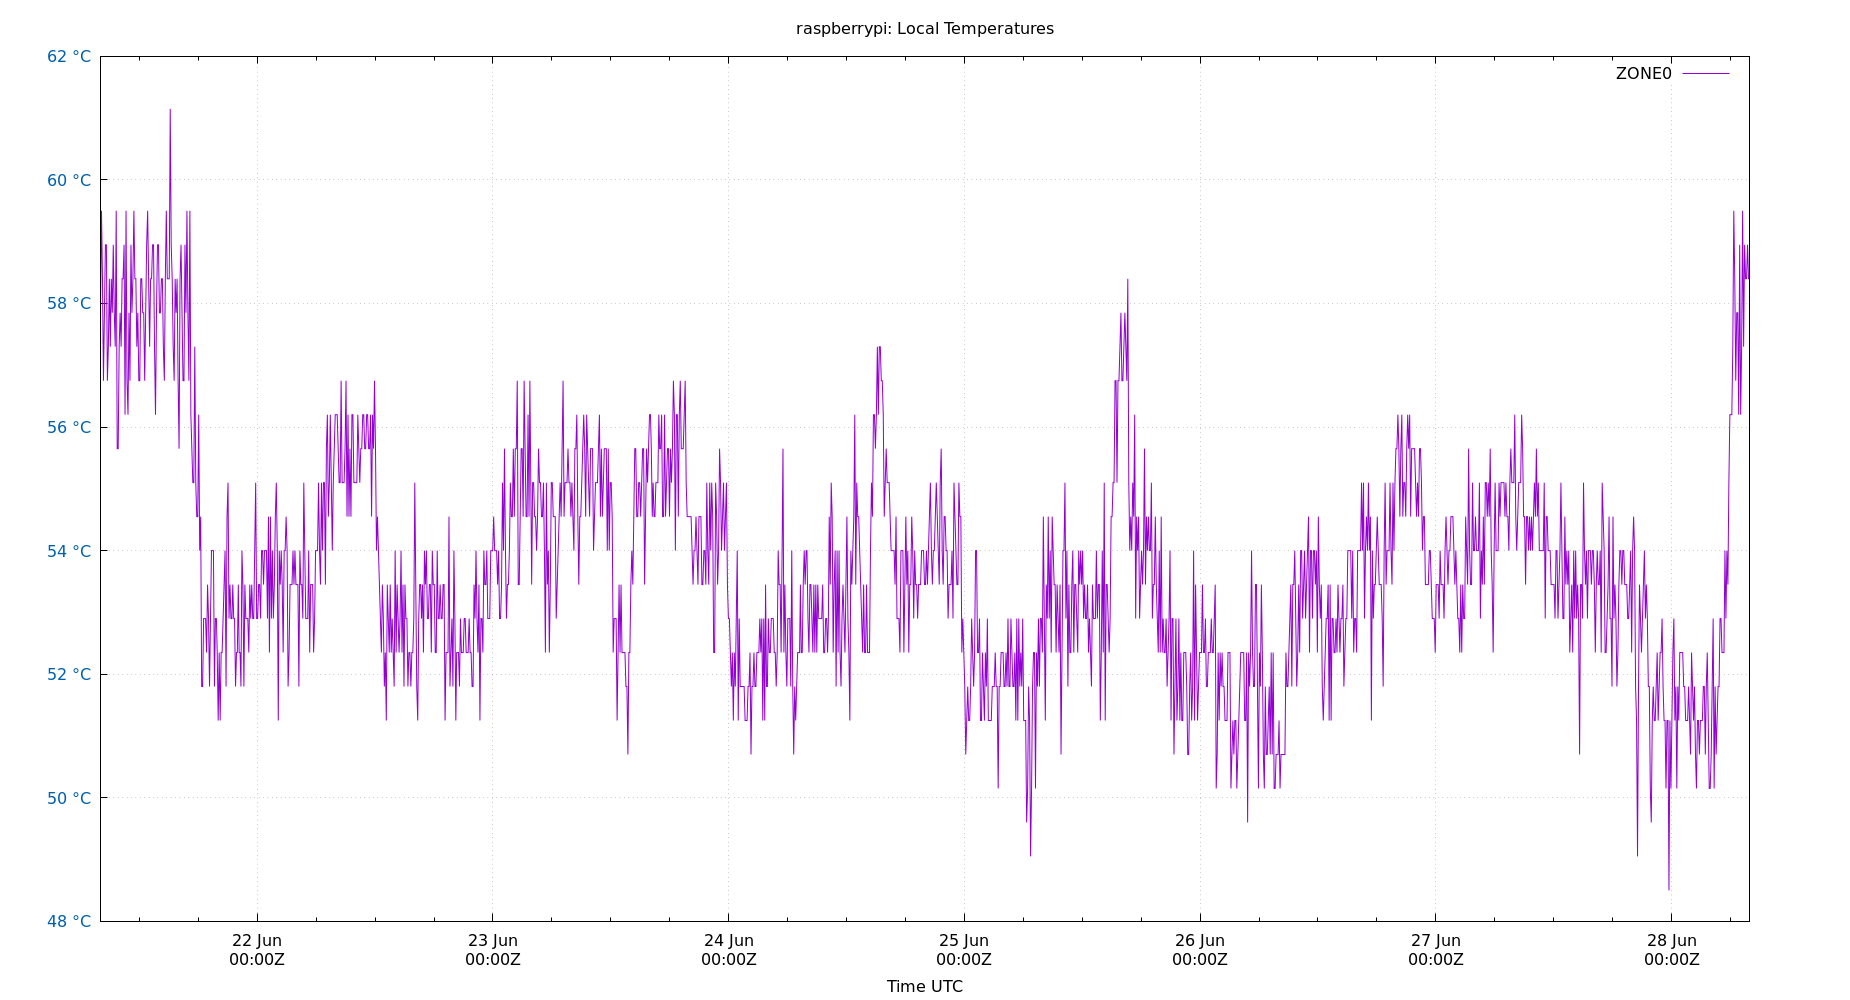 raspberrypi: Local Temperatures
62 °C
ZONE0
60 °C
58 °C
56 °C
54 °C
52 °C
50 °C
48 °C
22 Jun 23 Jun 24 Jun 25 Jun 26 Jun 27 Jun 28 Jun
00:00Z 00:00Z 00:00Z 00:00Z 00:00Z 00:00Z 00:00Z
Time UTC